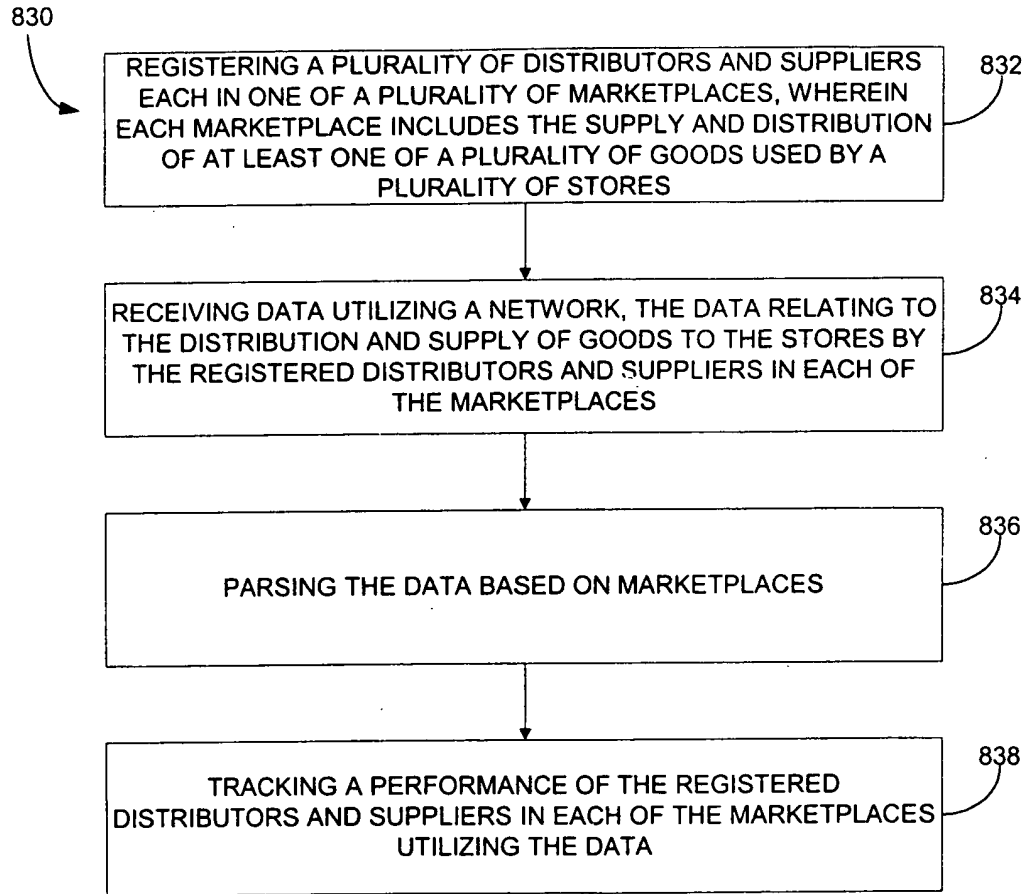 830
REGISTERING A PLURALITY OF DISTRIBUTORS AND SUPPLIERS
EACH IN ONE OF A PLURALITY OF MARKETPLACES, WHEREIN
EACH MARKETPLACE INCLUDES THE SUPPLY AND DISTRIBUTION
OF AT LEAST ONE OF A PLURALITY OF GOODS USED BY A
PLURALITY OF STORES
832
RECEIVING DATA UTILIZING A NETWORK, THE DATA RELATING TO
THE DISTRIBUTION AND SUPPLY OF GOODS TO THE STORES BY
THE REGISTERED DISTRIBUTORS AND SUPPLIERS IN EACH OF
THE MARKETPLACES
834
PARSING THE DATA BASED ON MARKETPLACES
836
TRACKING A PERFORMANCE OF THE REGISTERED
DISTRIBUTORS AND SUPPLIERS IN EACH OF THE MARKETPLACES
UTILIZING THE DATA
838